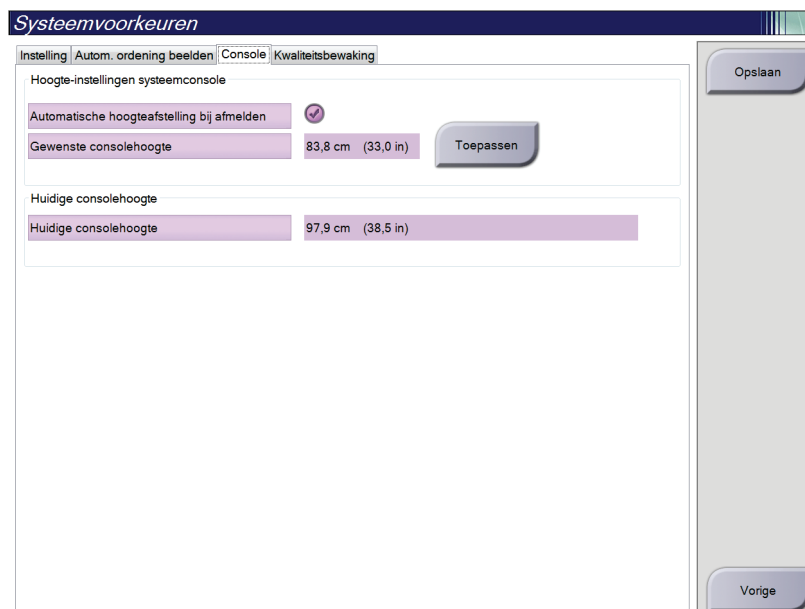 Systeemvoorkeuren
Instelling Autom. ordening beelden Console Kwaliteitsbewaking
Opslaan
Hoogte-instellingen systeemconsole
Automatische hoogteafstelling bij afmelden
Gewenste consolehoogte 83,8 cm (33,0 in) Toepassen
Huidige consolehoogte
Huidige consolehoogte 97,9 cm (38,5 in)
Vorige